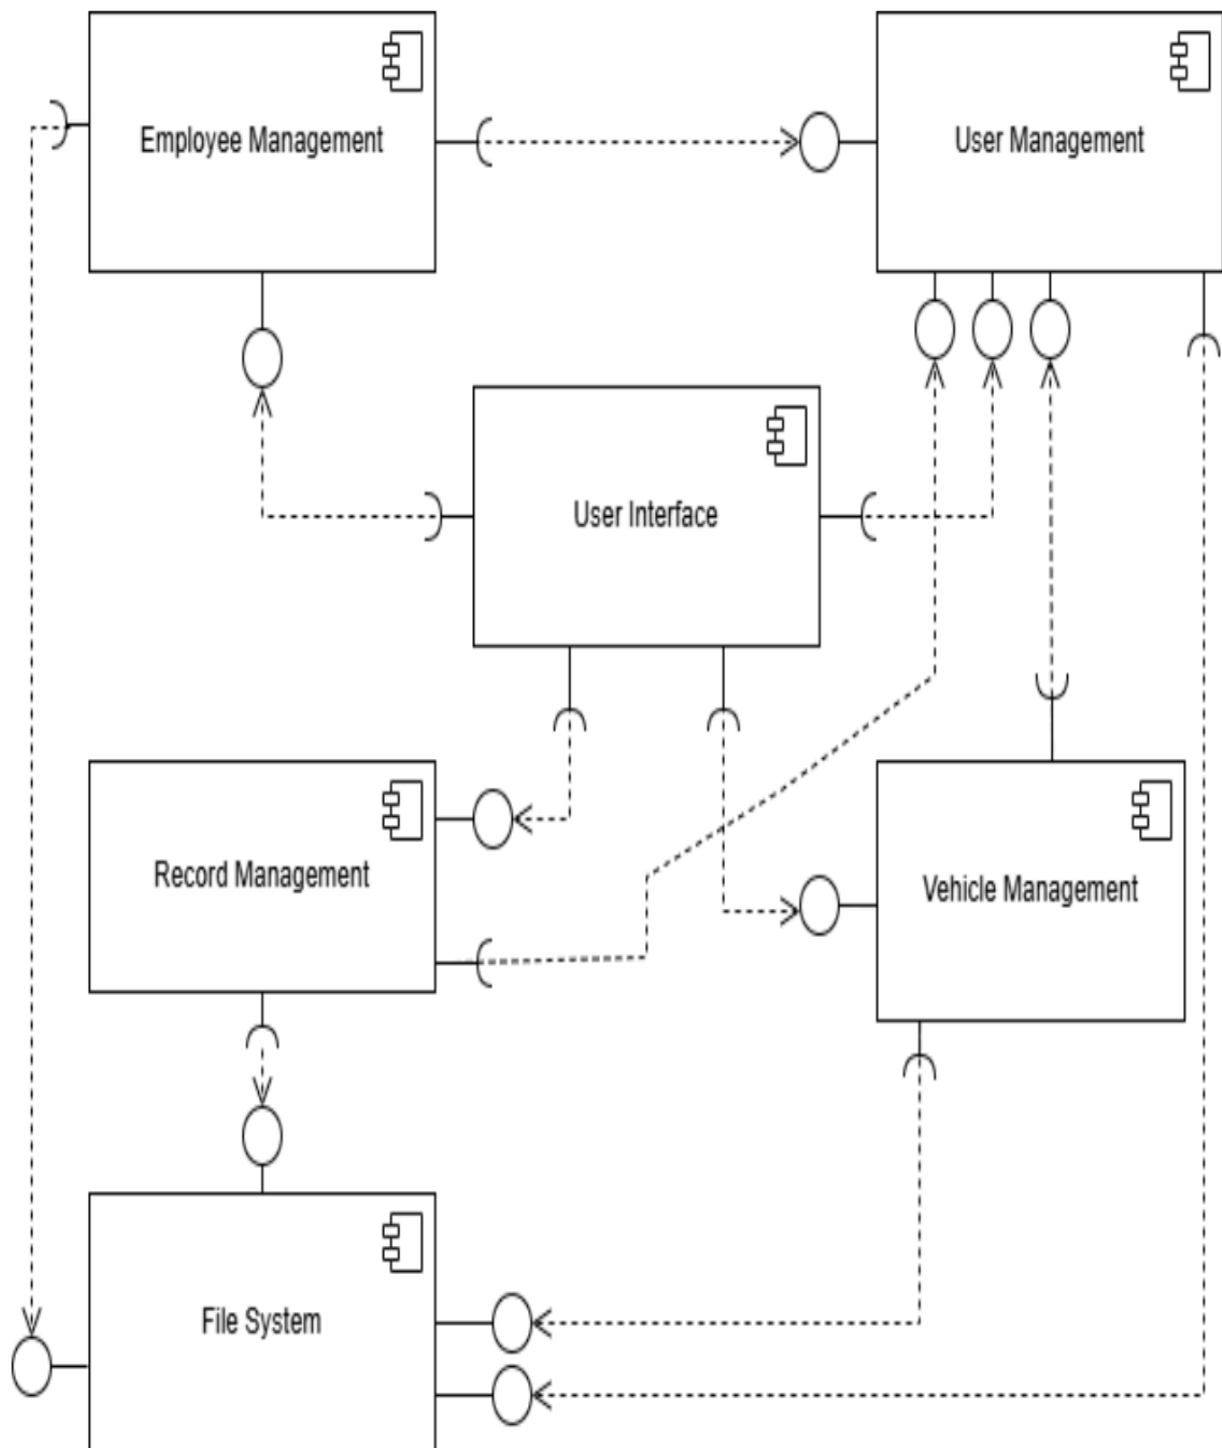 Employee Management
User Management
User Interface
Record Management
Vehicle Management
File System